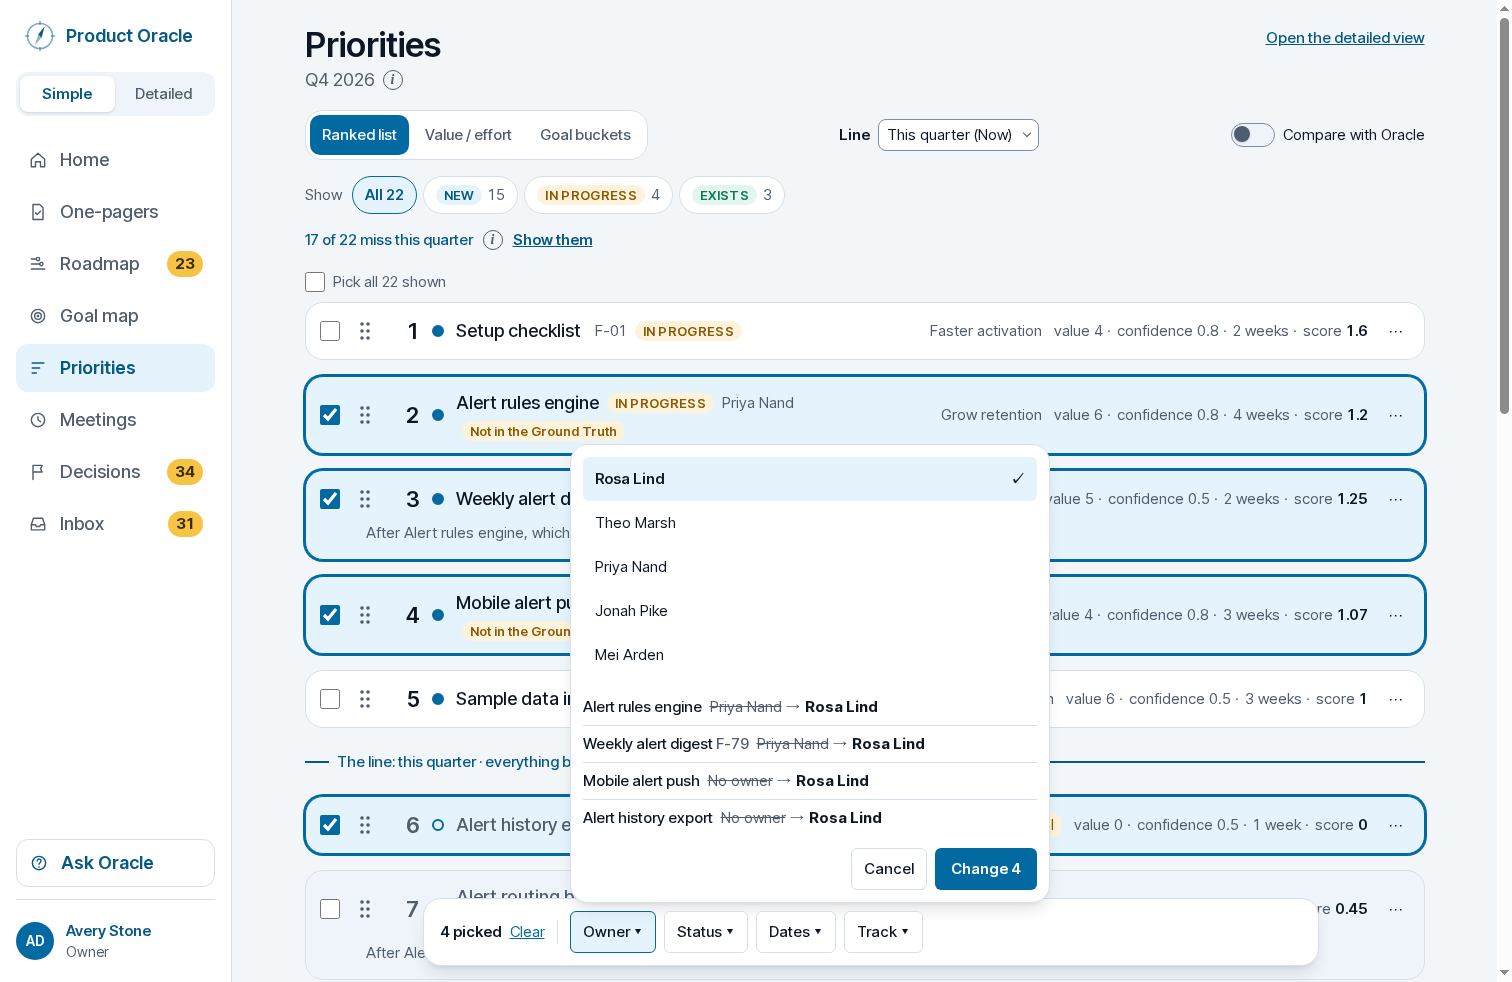 Product Oracle
Simple
Detailed
Home
One-pagers
Roadmap 23
Goal map
Priorities
Meetings
Decisions 34
Inbox 31
Ask Oracle
AD
Avery Stone
Owner
Priorities
Open the detailed view
Q4 2026 i
Ranked list
Value / effort
Goal buckets
Line This quarter (Now)
Compare with Oracle
Show All 22 NEW 15 IN PROGRESS 4 EXISTS 3
17 of 22 miss this quarter i Show them
Pick all 22 shown
1 Setup checklist F-01 IN PROGRESS Faster activation value 4 · confidence 0.8 · 2 weeks · score 1.6 ···
2 Alert rules engine IN PROGRESS Priya Nand Grow retention value 6 · confidence 0.8 · 4 weeks · score 1.2 ···
Not in the Ground Truth
3 Weekly alert d value 5 · confidence 0.5 · 2 weeks · score 1.25 ···
After Alert rules engine, which
4 Mobile alert pu value 4 · confidence 0.8 · 3 weeks · score 1.07 ···
Not in the Groun
5 Sample data in value 6 · confidence 0.5 · 3 weeks · score 1 ···
The line: this quarter · everything b
6 Alert history e value 0 · confidence 0.5 · 1 week · score 0 ···
7 Alert routing b re 0.45 ···
After Ale
Rosa Lind ✓
Theo Marsh
Priya Nand
Jonah Pike
Mei Arden
Alert rules engine Priya Nand → Rosa Lind
Weekly alert digest F-79 Priya Nand → Rosa Lind
Mobile alert push No owner → Rosa Lind
Alert history export No owner → Rosa Lind
Cancel
Change 4
4 picked Clear Owner ▾ Status ▾ Dates ▾ Track ▾